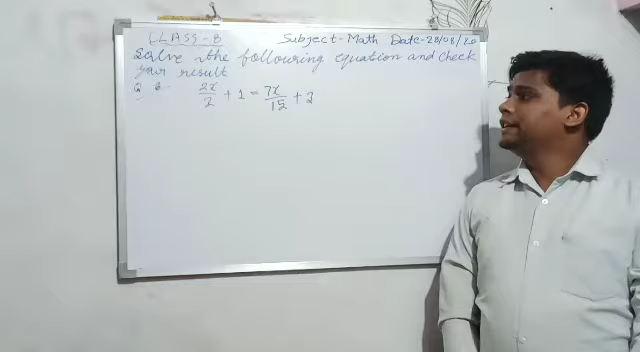 CLASS-8 Subject-Math Date-28/08/20
Solve the following equation and check
your result
2x/2 + 1 = 7x/15 + 3